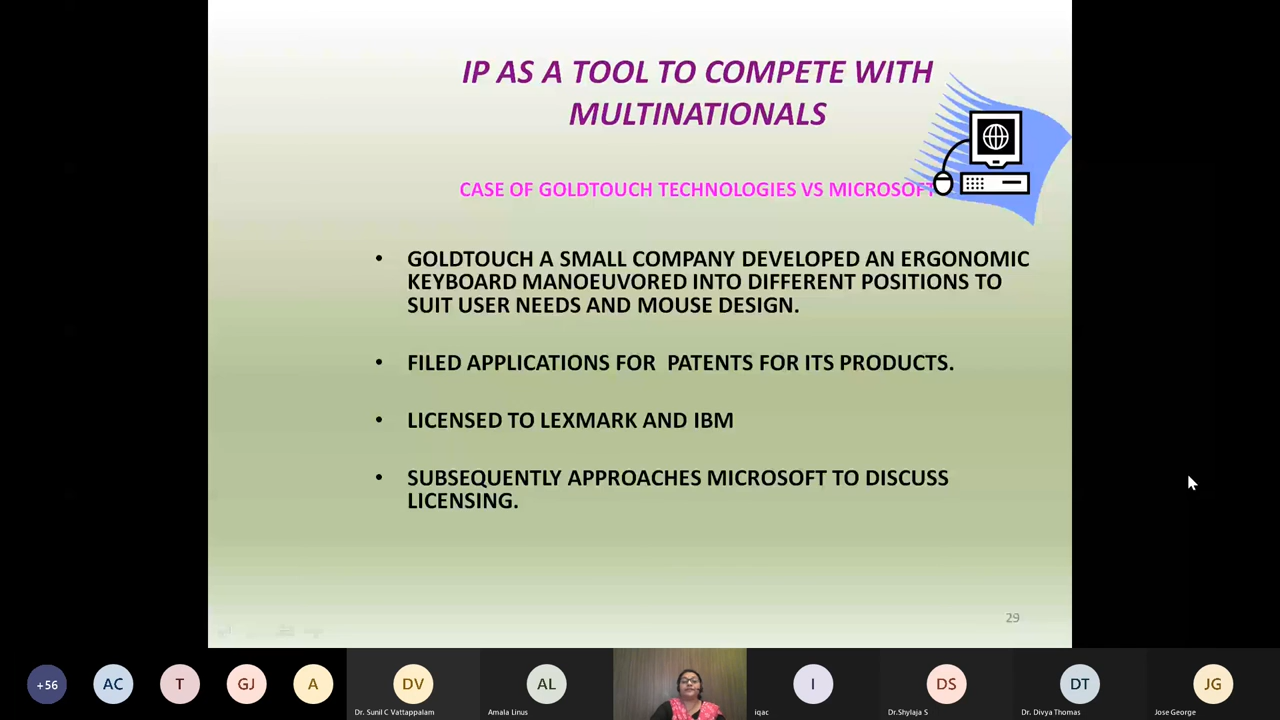 IP AS A TOOL TO COMPETE WITH
MULTINATIONALS
CASE OF GOLDTOUCH TECHNOLOGIES VS MICROSOFT
• GOLDTOUCH A SMALL COMPANY DEVELOPED AN ERGONOMIC
KEYBOARD MANOEUVORED INTO DIFFERENT POSITIONS TO
SUIT USER NEEDS AND MOUSE DESIGN.
• FILED APPLICATIONS FOR PATENTS FOR ITS PRODUCTS.
• LICENSED TO LEXMARK AND IBM
• SUBSEQUENTLY APPROACHES MICROSOFT TO DISCUSS
LICENSING.
29
+56 AC T GJ A DV AL I DS DT JG
Dr. Sunil C Vattappalam Amala Linus iqac Dr.Shylaja S Dr. Divya Thomas Jose George